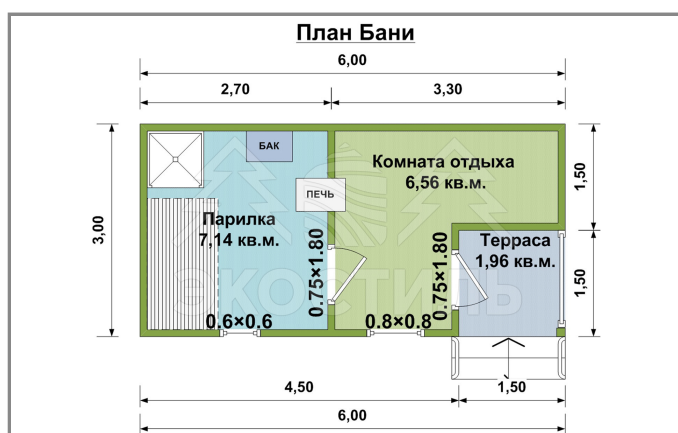 План Бани
6,00
2,70
3,30
БАК
Комната отдыха
6,56 кв.м.
ПЕЧЬ
Парилка
7,14 кв.м.
3,00
1,50
Терраса
1,96 кв.м.
1,50
0.75×1.80
0.75×1.80
ЭКОСТИЛЬ
0.6×0.6
0.8×0.8
4,50
1,50
6,00